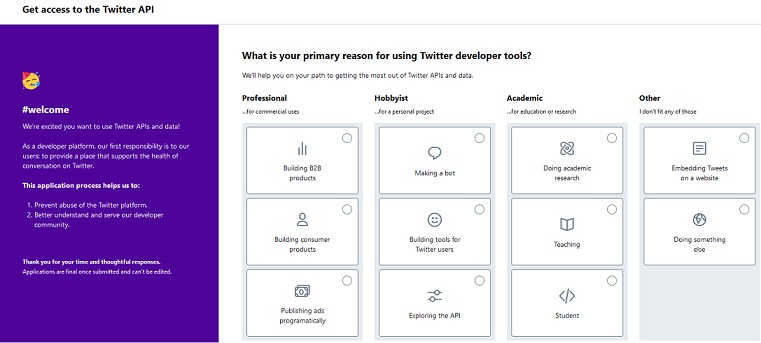 Get access to the Twitter API
#welcome
We're excited you want to use Twitter APIs and data!
As a developer platform, our first responsibility is to our
users: to provide a place that supports the health of
conversation on Twitter.
This application process helps us to:
1. Prevent abuse of the Twitter platform.
2. Better understand and serve our developer
community.
Thank you for your time and thoughtful responses.
Applications are final once submitted and can't be edited.
What is your primary reason for using Twitter developer tools?
We'll help you on your path to getting the most out of Twitter APIs and data.
Professional
...for commercial uses
Building B2B
products
Building consumer
products
Publishing ads
programatically
Hobbyist
...for a personal project
Making a bot
Building tools for
Twitter users
Exploring the API
Academic
...for education or research
Doing academic
research
Teaching
Student
Other
I don't fit any of those
Embedding Tweets
on a website
Doing something
else